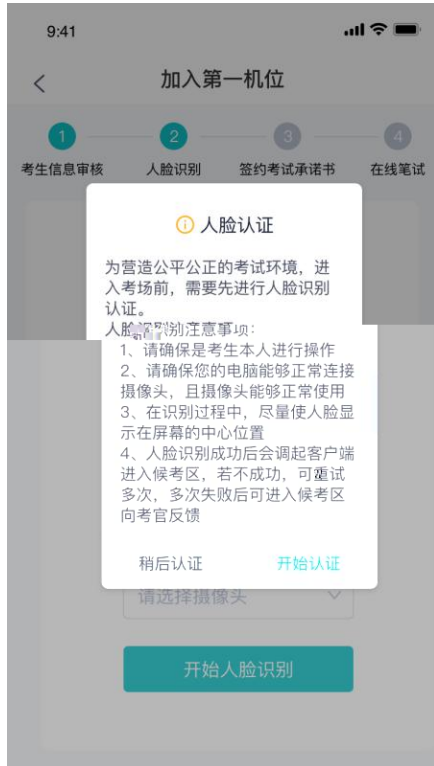 9:41
加入第一机位
1
2
3
4
考生信息审核
人脸识别
签约考试承诺书
在线笔试
人脸认证
为营造公平公正的考试环境，进
入考场前，需要先进行人脸识别
认证。
人脸识别注意事项：
1、请确保是考生本人进行操作
2、请确保您的电脑能够正常连接
摄像头，且摄像头能够正常使用
3、在识别过程中，尽量使人脸显
示在屏幕的中心位置
4、人脸识别成功后会调起客户端
进入候考区，若不成功，可重试
多次，多次失败后可进入候考区
向考官反馈
稍后认证
开始认证
请选择摄像头
开始人脸识别